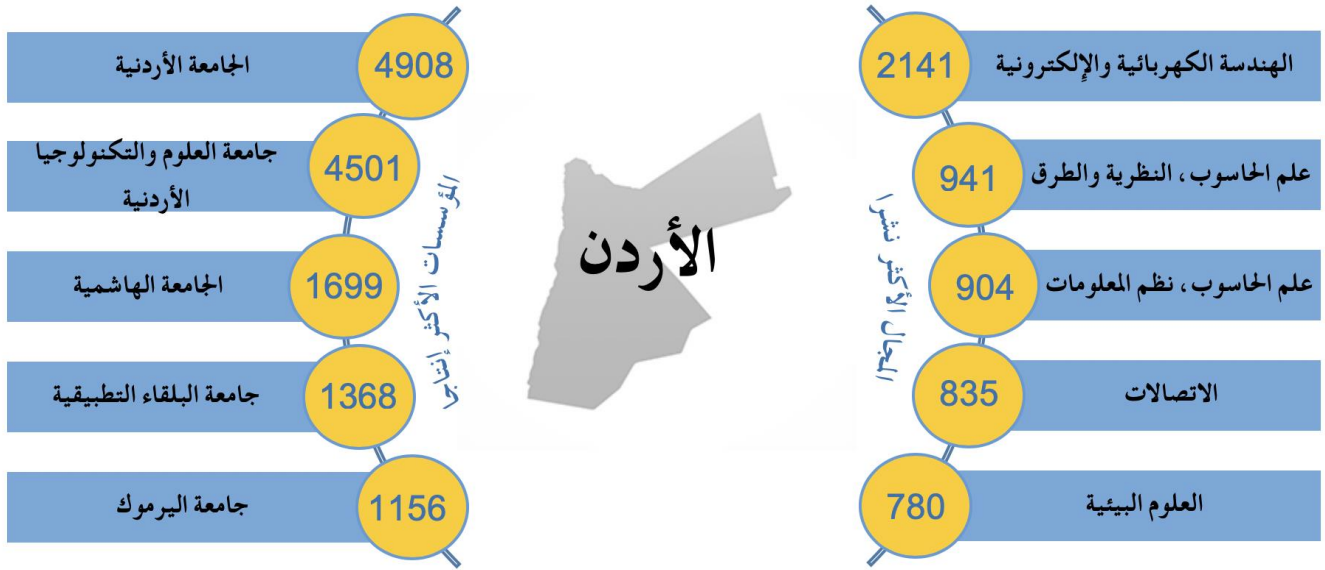 الأردن
المجال الأكثر نشرا
الهندسة الكهربائية والإلكترونية
2141
علم الحاسوب، النظرية والطرق
941
علم الحاسوب، نظم المعلومات
904
الاتصالات
835
العلوم البيئية
780
المؤسسات الأكثر إنتاجا
4908
الجامعة الأردنية
4501
جامعة العلوم والتكنولوجيا
الأردنية
1699
الجامعة الهاشمية
1368
جامعة البلقاء التطبيقية
1156
جامعة اليرموك